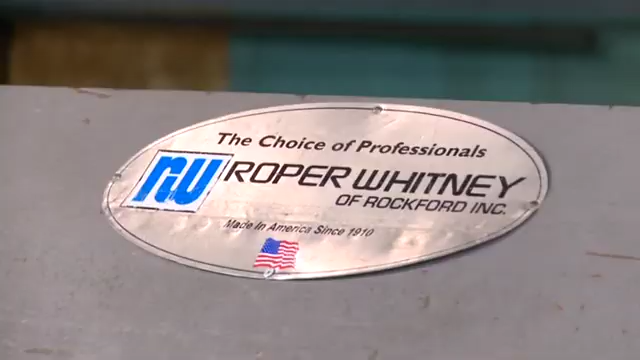 The Choice of Professionals
rw ROPER WHITNEY
OF ROCKFORD INC.
Made In America Since 1910